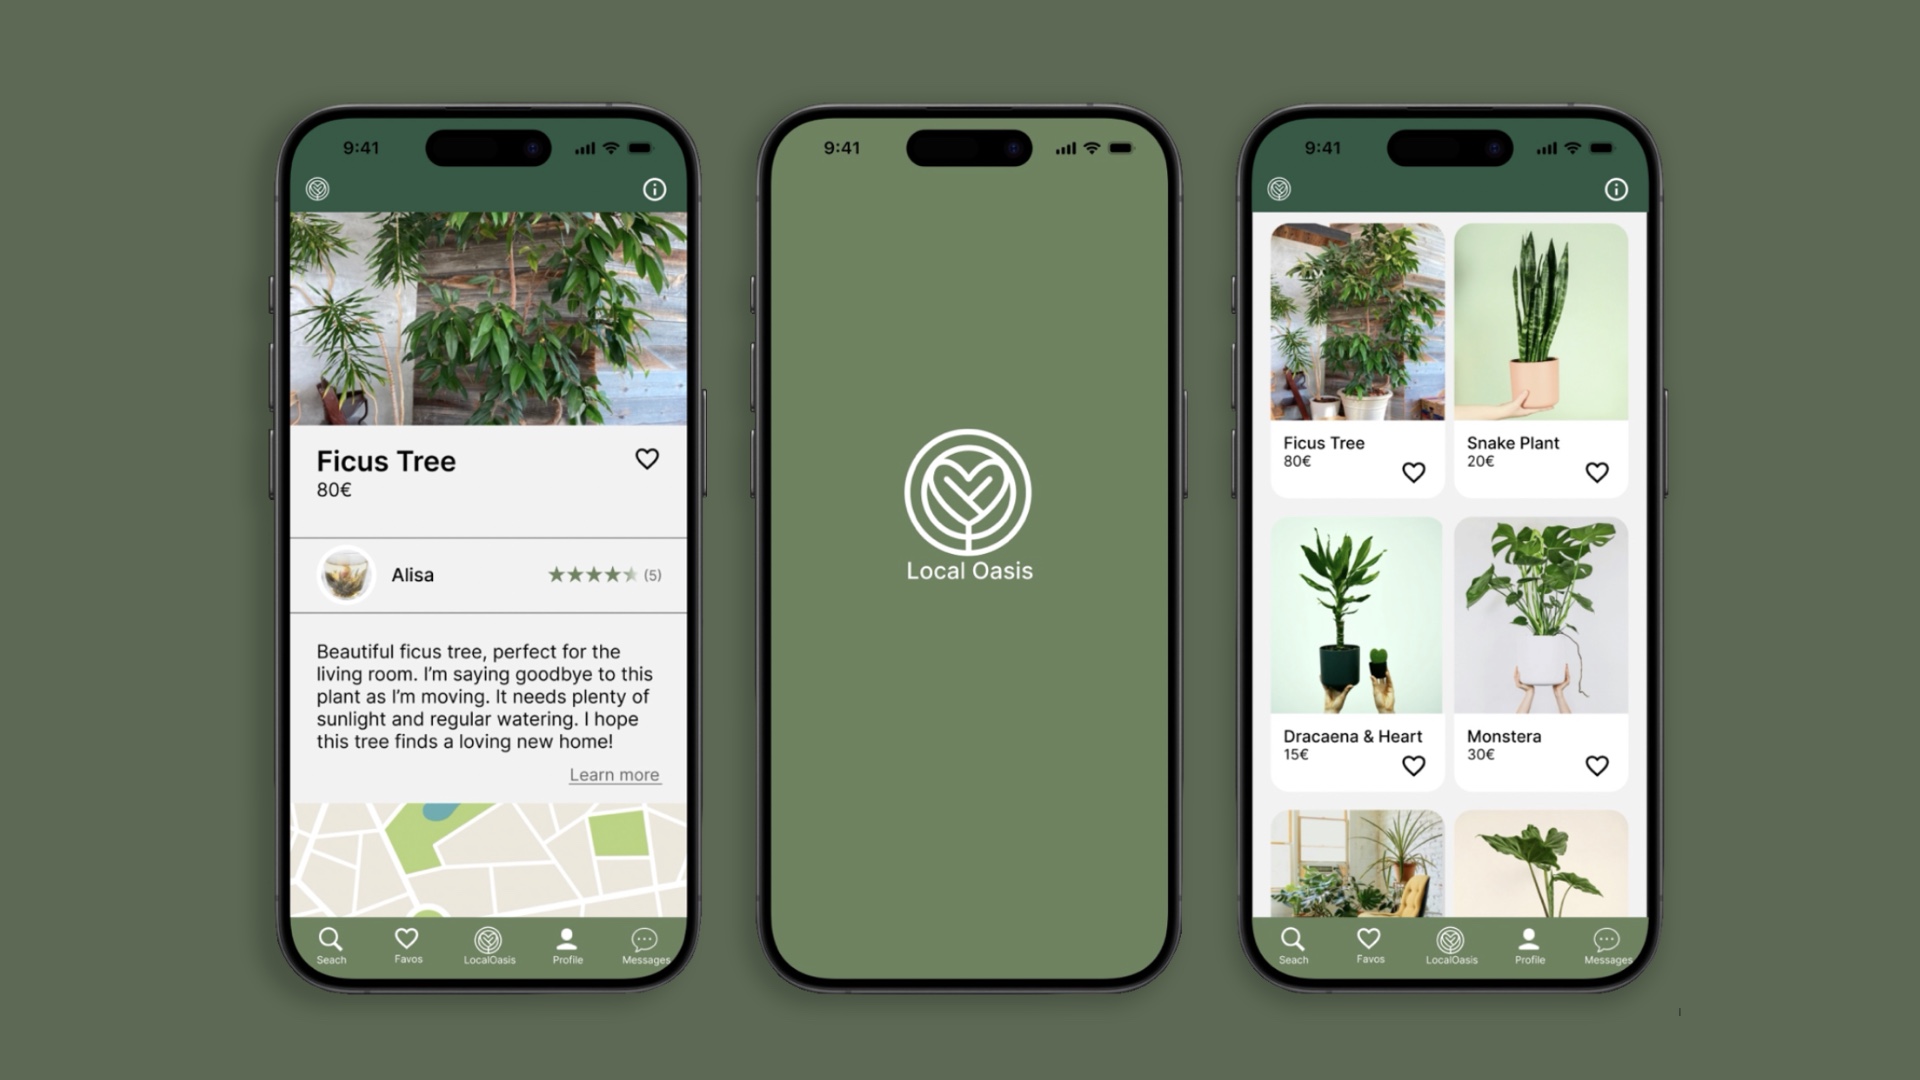 9:41
Ficus Tree
80€
Alisa
(5)
Beautiful ficus tree, perfect for the
living room. I'm saying goodbye to this
plant as I'm moving. It needs plenty of
sunlight and regular watering. I hope
this tree finds a loving new home!
Learn more
Seach
Favos
LocalOasis
Profile
Messages
9:41
Local Oasis
9:41
Ficus Tree
80€
Snake Plant
20€
Dracaena & Heart
15€
Monstera
30€
Seach
Favos
LocalOasis
Profile
Messages